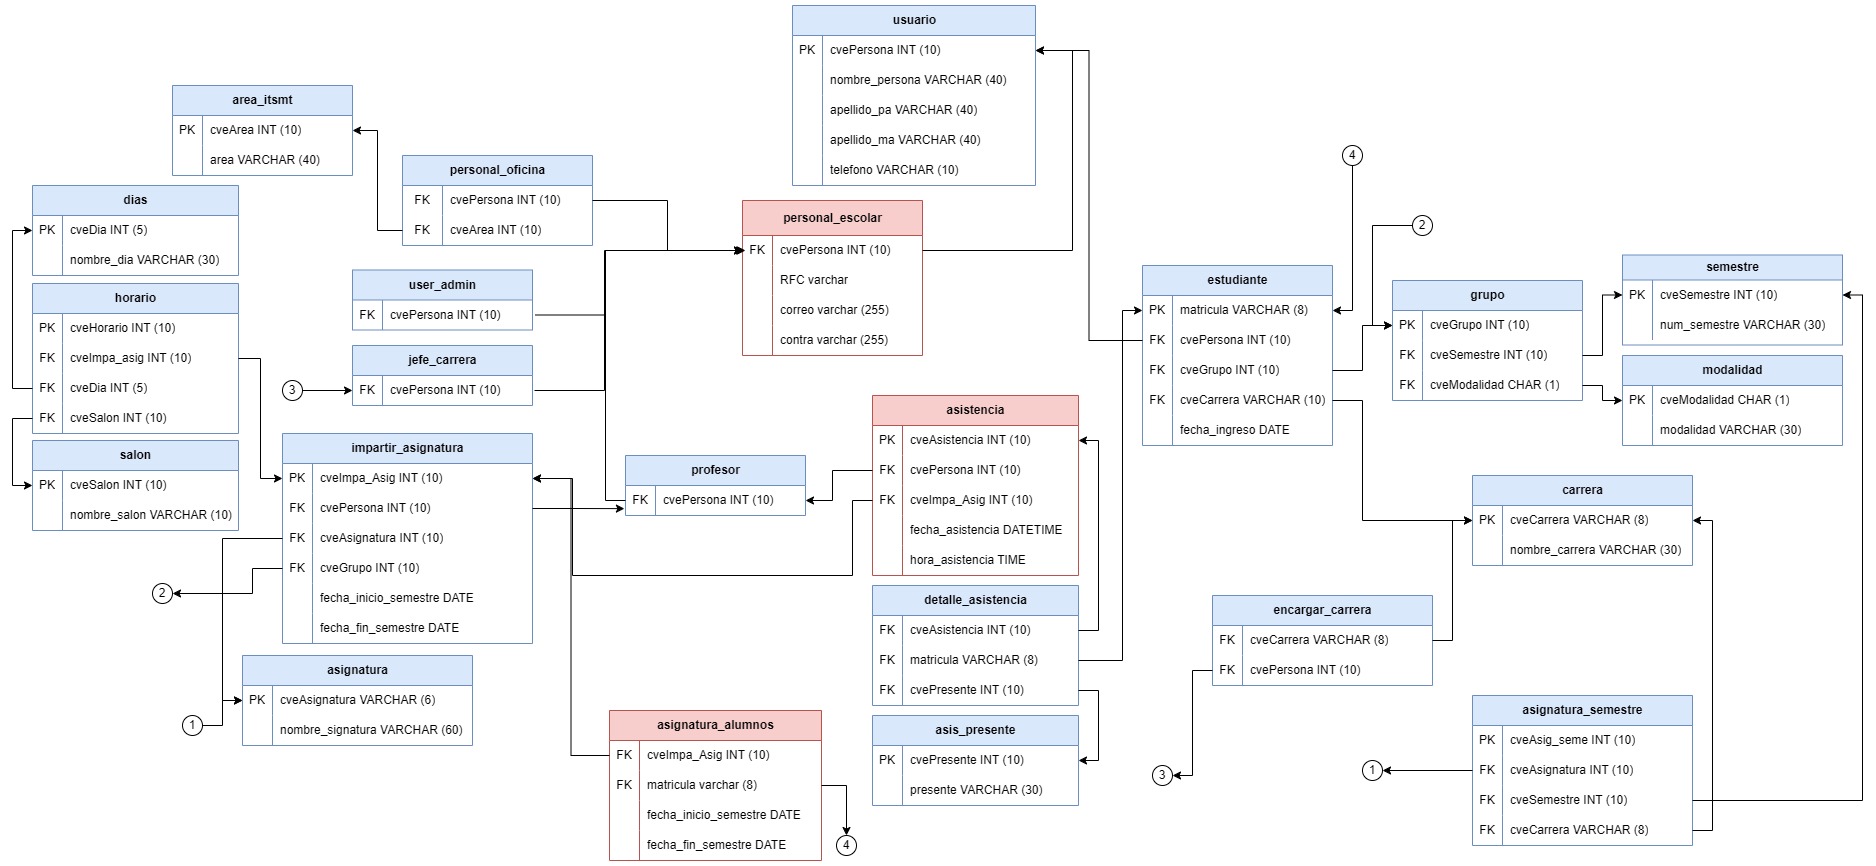 usuario
PK cvePersona INT (10)
nombre_persona VARCHAR (40)
apellido_pa VARCHAR (40)
apellido_ma VARCHAR (40)
telefono VARCHAR (10)
area_itsmt
PK cveArea INT (10)
area VARCHAR (40)
personal_oficina
FK cvePersona INT (10)
FK cveArea INT (10)
dias
PK cveDia INT (5)
nombre_dia VARCHAR (30)
horario
PK cveHorario INT (10)
FK cveImpa_asig INT (10)
FK cveDia INT (5)
FK cveSalon INT (10)
salon
PK cveSalon INT (10)
nombre_salon VARCHAR (10)
user_admin
FK cvePersona INT (10)
jefe_carrera
FK cvePersona INT (10)
3
personal_escolar
FK cvePersona INT (10)
RFC varchar
correo varchar (255)
contra varchar (255)
impartir_asignatura
PK cveImpa_Asig INT (10)
FK cvePersona INT (10)
FK cveAsignatura INT (10)
FK cveGrupo INT (10)
fecha_inicio_semestre DATE
fecha_fin_semestre DATE
2
asignatura
PK cveAsignatura VARCHAR (6)
nombre_signatura VARCHAR (60)
1
profesor
FK cvePersona INT (10)
asistencia
PK cveAsistencia INT (10)
FK cvePersona INT (10)
FK cveImpa_Asig INT (10)
fecha_asistencia DATETIME
hora_asistencia TIME
detalle_asistencia
FK cveAsistencia INT (10)
FK matricula VARCHAR (8)
FK cvePresente INT (10)
asis_presente
PK cvePresente INT (10)
presente VARCHAR (30)
asignatura_alumnos
FK cveImpa_Asig INT (10)
FK matricula varchar (8)
fecha_inicio_semestre DATE
fecha_fin_semestre DATE
4
4
2
estudiante
PK matricula VARCHAR (8)
FK cvePersona INT (10)
FK cveGrupo INT (10)
FK cveCarrera VARCHAR (10)
fecha_ingreso DATE
grupo
PK cveGrupo INT (10)
FK cveSemestre INT (10)
FK cveModalidad CHAR (1)
semestre
PK cveSemestre INT (10)
num_semestre VARCHAR (30)
modalidad
PK cveModalidad CHAR (1)
modalidad VARCHAR (30)
carrera
PK cveCarrera VARCHAR (8)
nombre_carrera VARCHAR (30)
encargar_carrera
FK cveCarrera VARCHAR (8)
FK cvePersona INT (10)
3
asignatura_semestre
PK cveAsig_seme INT (10)
FK cveAsignatura INT (10)
FK cveSemestre INT (10)
FK cveCarrera VARCHAR (8)
1